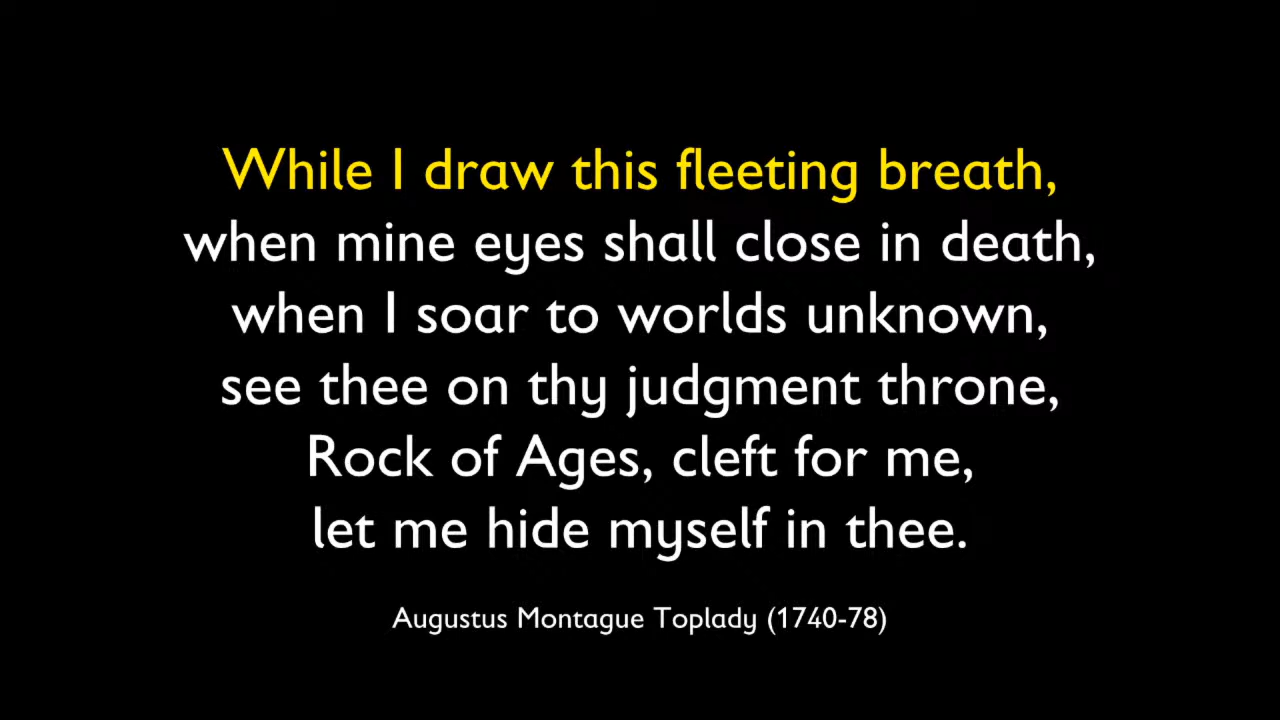 While I draw this fleeting breath,
when mine eyes shall close in death,
when I soar to worlds unknown,
see thee on thy judgment throne,
Rock of Ages, cleft for me,
let me hide myself in thee.
Augustus Montague Toplady (1740-78)